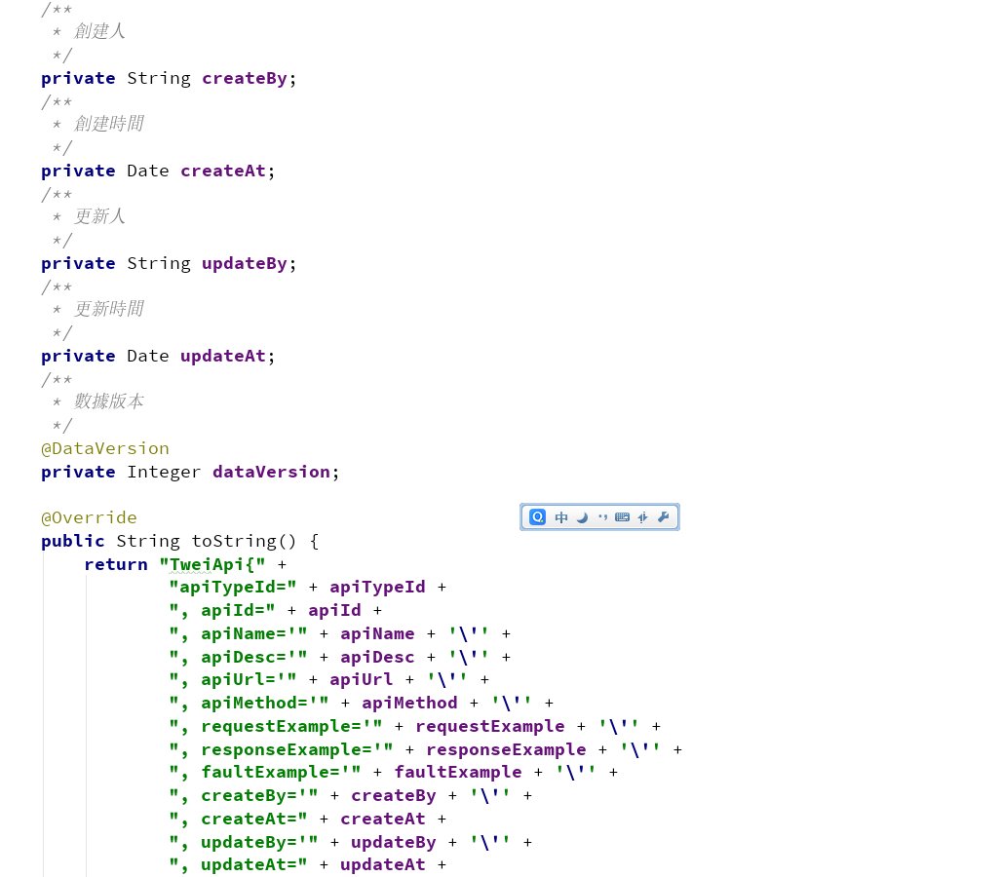 /**
 * 創建人
 */
private String createBy;
/**
 * 創建時間
 */
private Date createAt;
/**
 * 更新人
 */
private String updateBy;
/**
 * 更新時間
 */
private Date updateAt;
/**
 * 數據版本
 */
@DataVersion
private Integer dataVersion;
@Override
中
public String toString() {
return "TweiApi{" +
"apiTypeId=" + apiTypeId +
", apiId=" + apiId +
", apiName='" + apiName + '\'' +
", apiDesc='" + apiDesc + '\'' +
", apiUrl='" + apiUrl + '\'' +
", apiMethod='" + apiMethod + '\'' +
", requestExample='" + requestExample + '\'' +
", responseExample='" + responseExample + '\'' +
", faultExample='" + faultExample + '\'' +
", createBy='" + createBy + '\'' +
", createAt=" + createAt +
", updateBy='" + updateBy + '\'' +
", updateAt=" + updateAt +